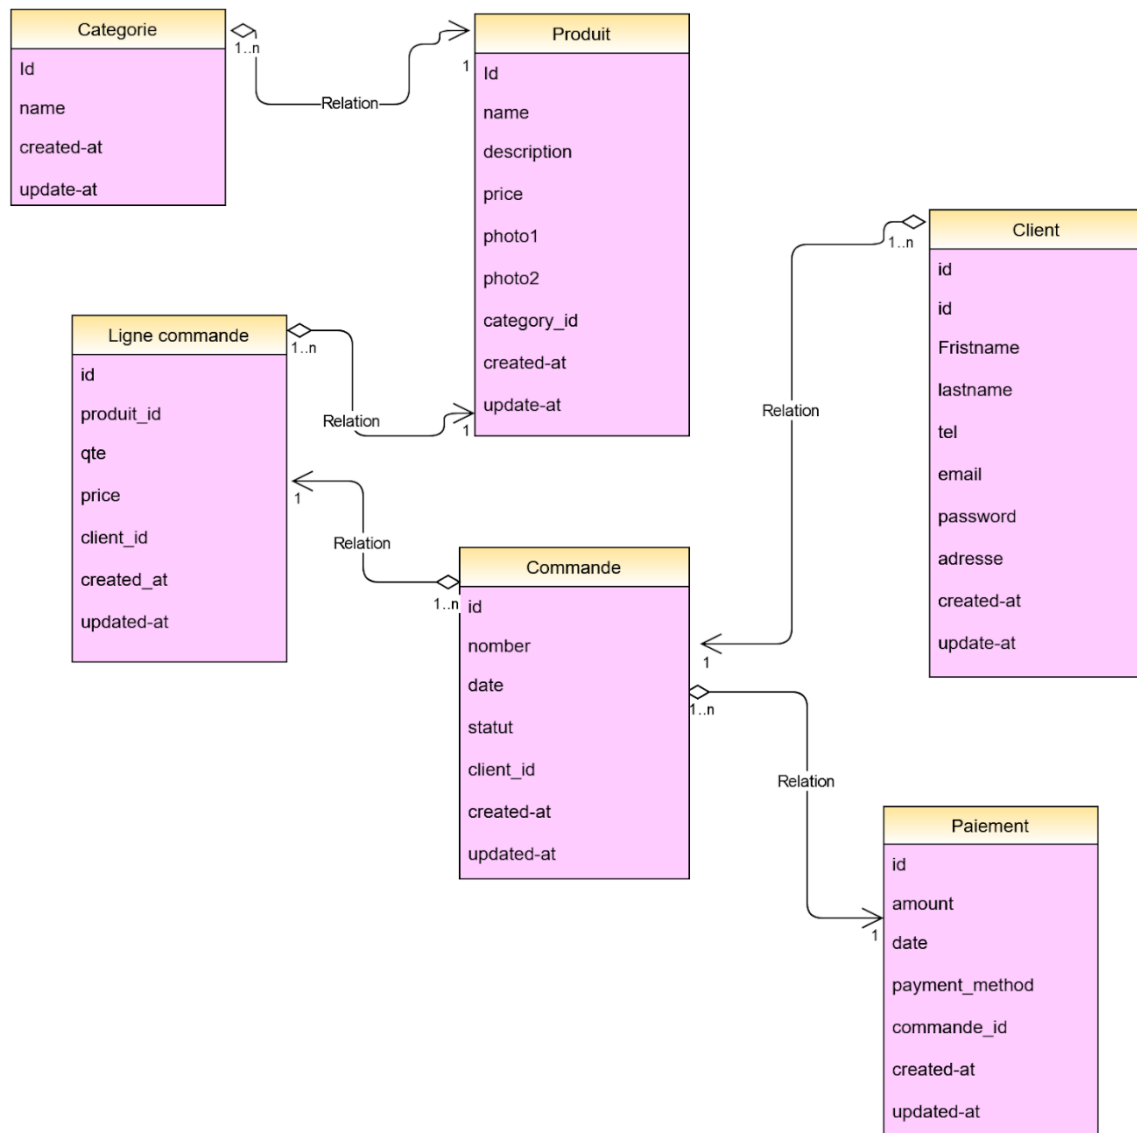 Categorie
Id
name
created-at
update-at
1..n
Relation
1
Produit
Id
name
description
price
photo1
photo2
category_id
created-at
update-at
Ligne commande
id
produit_id
qte
price
client_id
created_at
updated-at
1..n
Relation
1
1
Relation
1..n
Commande
id
nomber
date
statut
client_id
created-at
updated-at
Client
id
id
Fristname
lastname
tel
email
password
adresse
created-at
update-at
1..n
Relation
1
1..n
Relation
1
Paiement
id
amount
date
payment_method
commande_id
created-at
updated-at